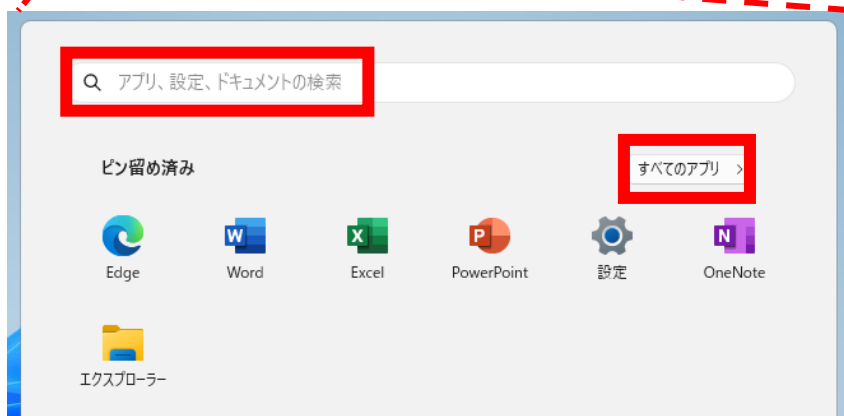 アプリ、設定、ドキュメントの検索
ピン留め済み
すべてのアプリ >
Edge
Word
Excel
PowerPoint
設定
OneNote
エクスプローラー